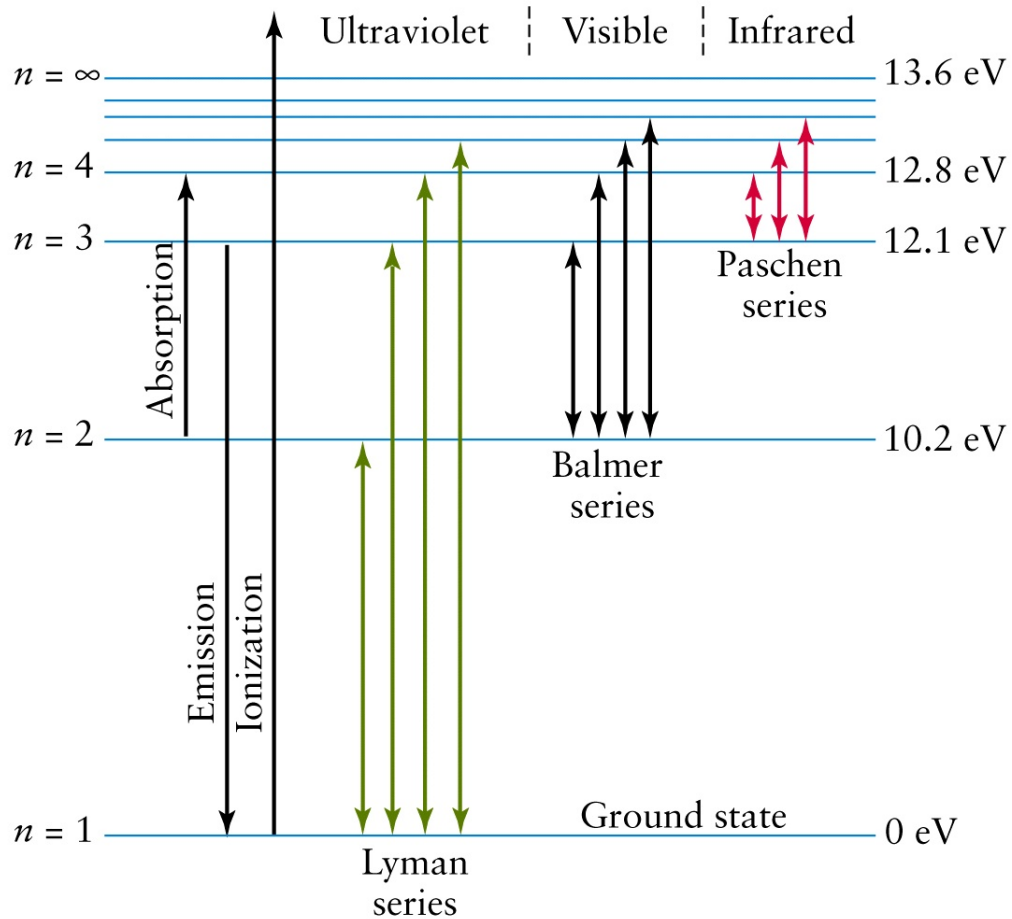 Ultraviolet Visible Infrared
n = ∞ 13.6 eV
n = 4 12.8 eV
n = 3 12.1 eV
Paschen
series
Absorption
n = 2 10.2 eV
Balmer
series
Emission
Ionization
Ground state
n = 1 0 eV
Lyman
series